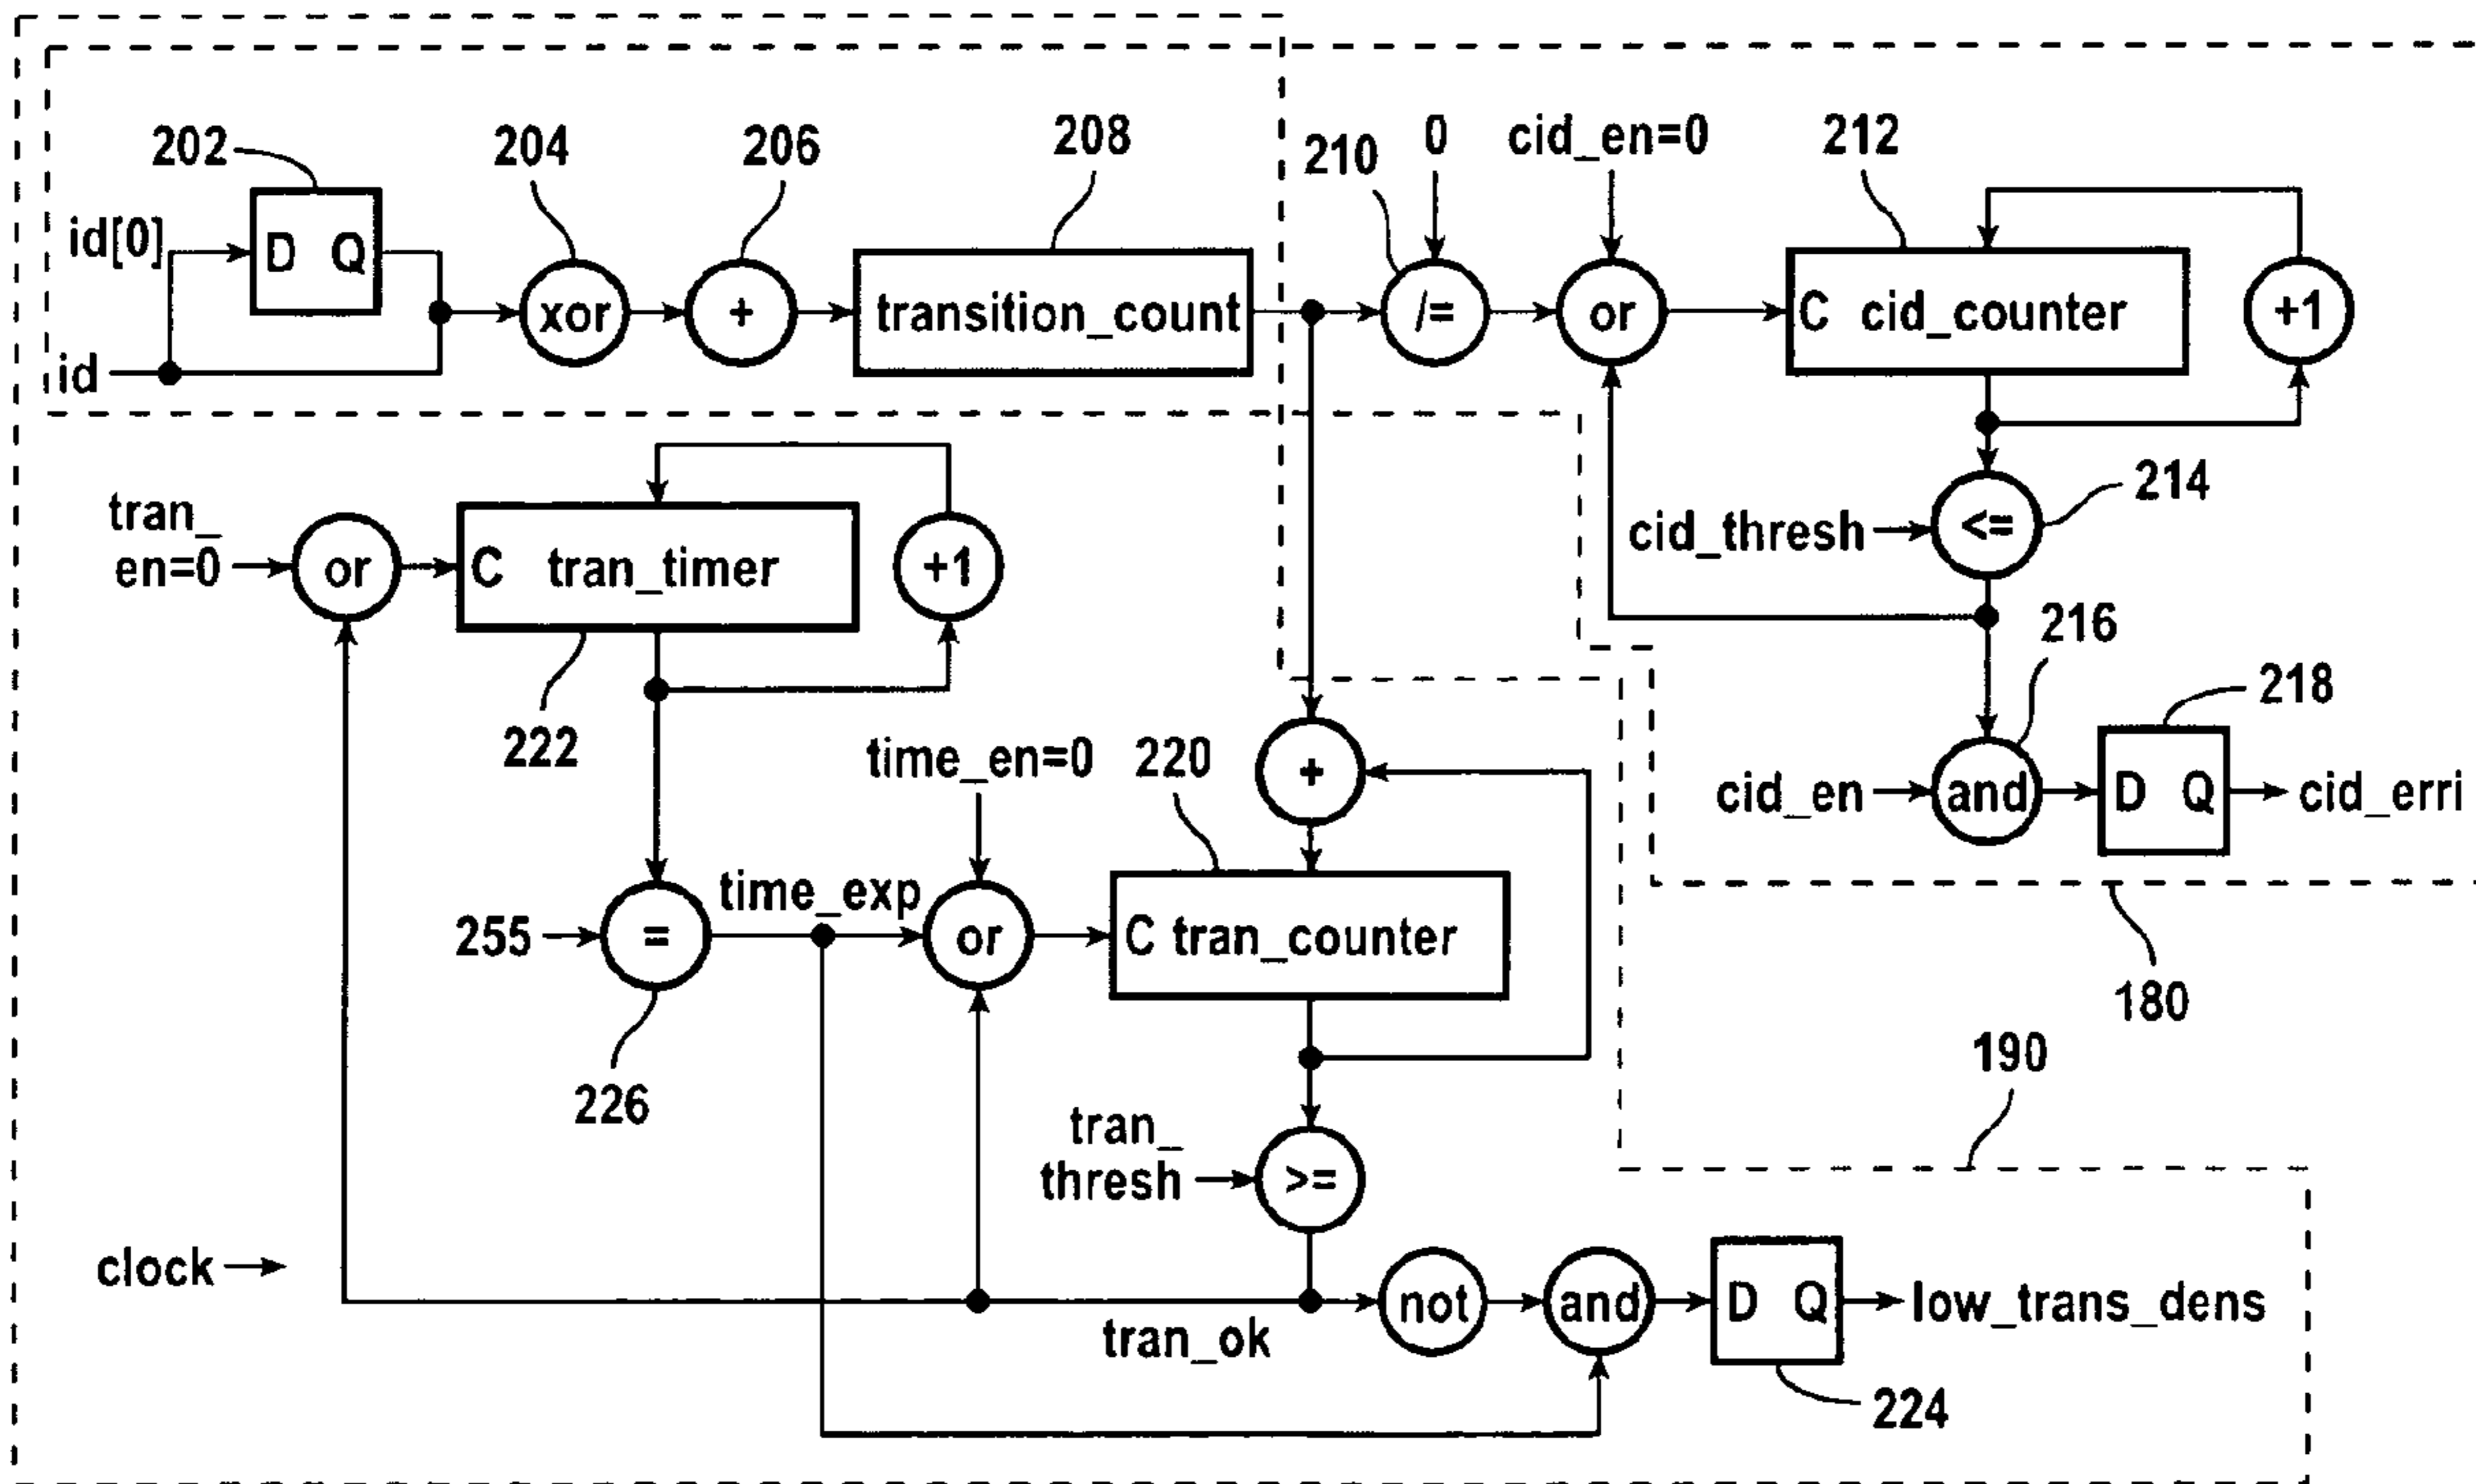 202
204
206
208
210
0
cid_en=0
212
id[0]
D Q
xor
+
transition_count
/=
or
C cid_counter
+1
id
tran_
en=0
or
C tran_timer
+1
cid_thresh
<=
214
216
222
time_en=0
220
+
218
cid_en
and
D Q
cid_erri
255
=
time_exp
or
C tran_counter
180
226
190
tran_
thresh
>=
clock
not
and
D Q
low_trans_dens
tran_ok
224